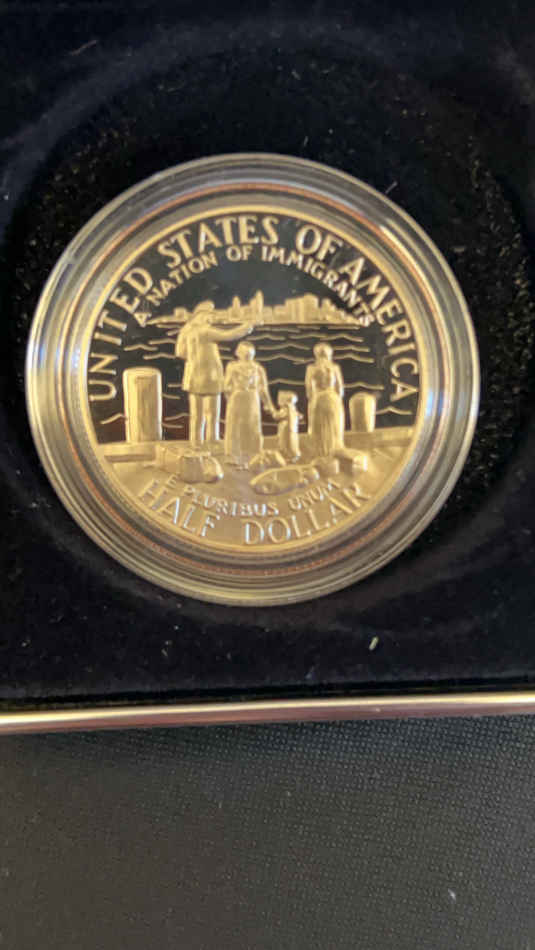 UNITED STATES OF AMERICA
A NATION OF IMMIGRANTS
E PLURIBUS UNUM
HALF DOLLAR